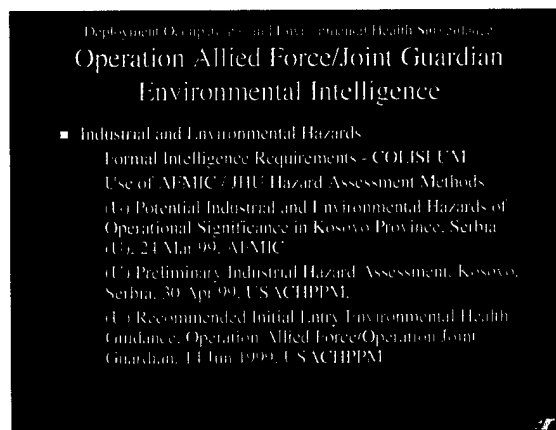 Deployment Occupational and Environmental Health Surveillance
Operation Allied Force/Joint Guardian
Environmental Intelligence
■ Industrial and Environmental Hazards
Formal Intelligence Requirements - COLISEUM
Use of AFMIC / JHU Hazard Assessment Methods
(U) Potential Industrial and Environmental Hazards of
Operational Significance in Kosovo Province, Serbia
(U), 24 Mar 99, AFMIC
(U) Preliminary Industrial Hazard Assessment, Kosovo,
Serbia, 30 Apr 99, USACHPPM,
(U) Recommended Initial Entry Environmental Health
Guidance, Operation Allied Force/Operation Joint
Guardian, Jun 1999, USACHPPM